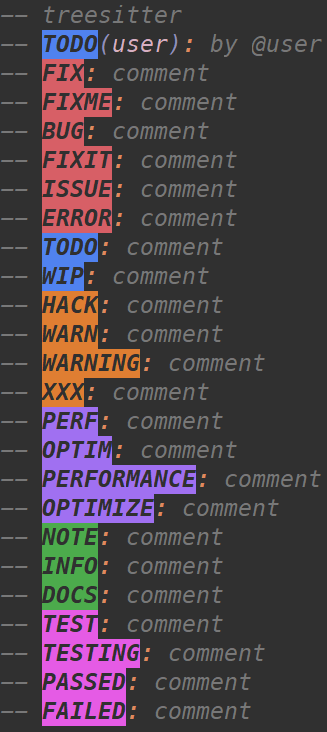 -- treesitter
-- TODO(user): by @user
-- FIX: comment
-- FIXME: comment
-- BUG: comment
-- FIXIT: comment
-- ISSUE: comment
-- ERROR: comment
-- TODO: comment
-- WIP: comment
-- HACK: comment
-- WARN: comment
-- WARNING: comment
-- XXX: comment
-- PERF: comment
-- OPTIM: comment
-- PERFORMANCE: comment
-- OPTIMIZE: comment
-- NOTE: comment
-- INFO: comment
-- DOCS: comment
-- TEST: comment
-- TESTING: comment
-- PASSED: comment
-- FAILED: comment